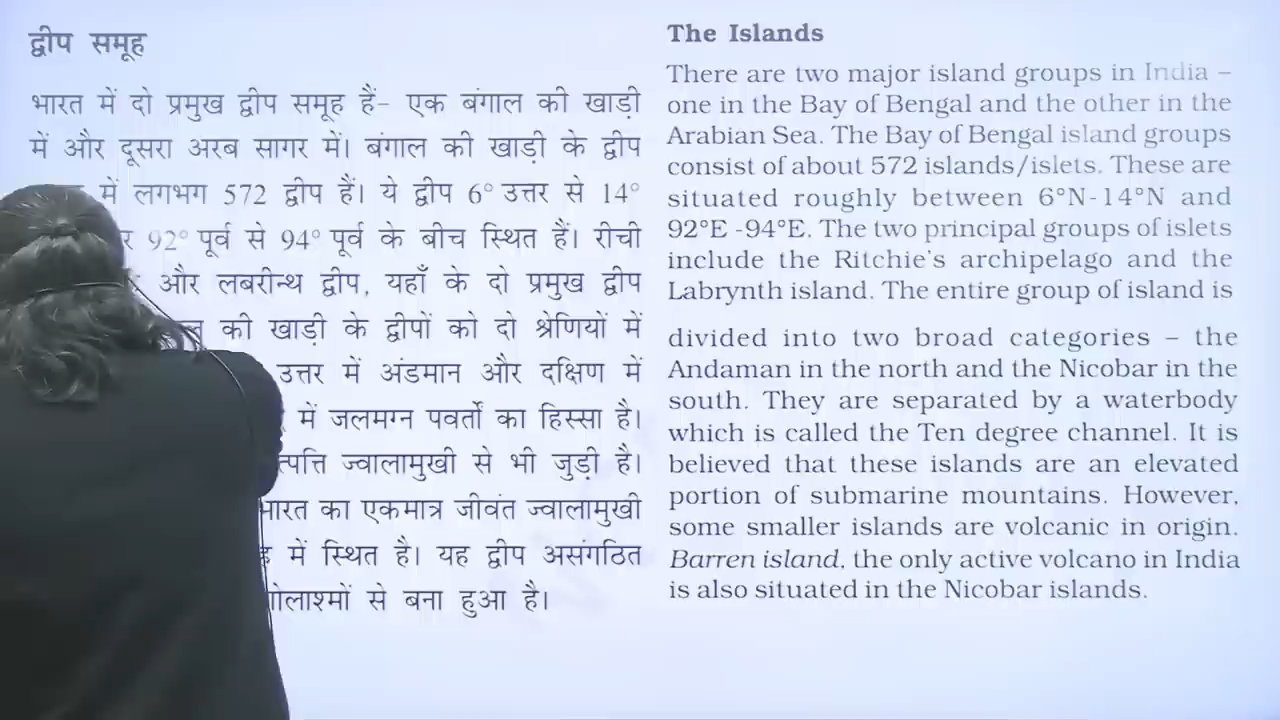 द्वीप समूह
भारत में दो प्रमुख द्वीप समूह हैं- एक बंगाल की खाड़ी
में और दूसरा अरब सागर में। बंगाल की खाड़ी के द्वीप
में लगभग 572 द्वीप हैं। ये द्वीप 6° उत्तर से 14°
92° पूर्व से 94° पूर्व के बीच स्थित हैं। रीची
और लबरीन्थ द्वीप, यहाँ के दो प्रमुख द्वीप
की खाड़ी के द्वीपों को दो श्रेणियों में
उत्तर में अंडमान और दक्षिण में
में जलमग्न पवर्तों का हिस्सा है।
ज्वालामुखी से भी जुड़ी है।
का एकमात्र जीवंत ज्वालामुखी
में स्थित है। यह द्वीप असंगठित
से बना हुआ है।
The Islands
There are two major island groups in India –
one in the Bay of Bengal and the other in the
Arabian Sea. The Bay of Bengal island groups
consist of about 572 islands/islets. These are
situated roughly between 6°N-14°N and
92°E -94°E. The two principal groups of islets
include the Ritchie's archipelago and the
Labrynth island. The entire group of island is
divided into two broad categories – the
Andaman in the north and the Nicobar in the
south. They are separated by a waterbody
which is called the Ten degree channel. It is
believed that these islands are an elevated
portion of submarine mountains. However,
some smaller islands are volcanic in origin.
Barren island, the only active volcano in India
is also situated in the Nicobar islands.